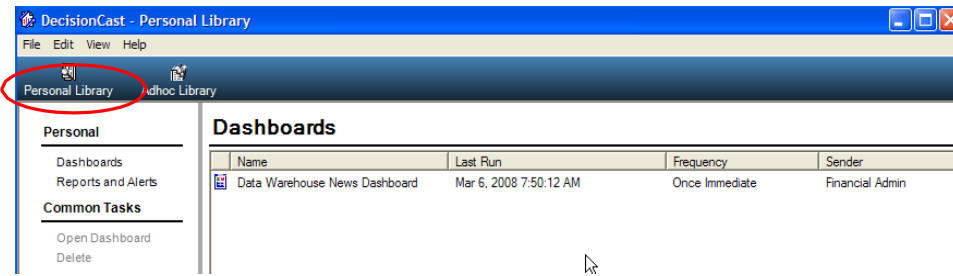 DecisionCast - Personal Library
File Edit View Help
Personal Library Adhoc Library
Personal
Dashboards
Reports and Alerts
Common Tasks
Open Dashboard
Delete
Dashboards
Name Last Run Frequency Sender
Data Warehouse News Dashboard Mar 6, 2008 7:50:12 AM Once Immediate Financial Admin